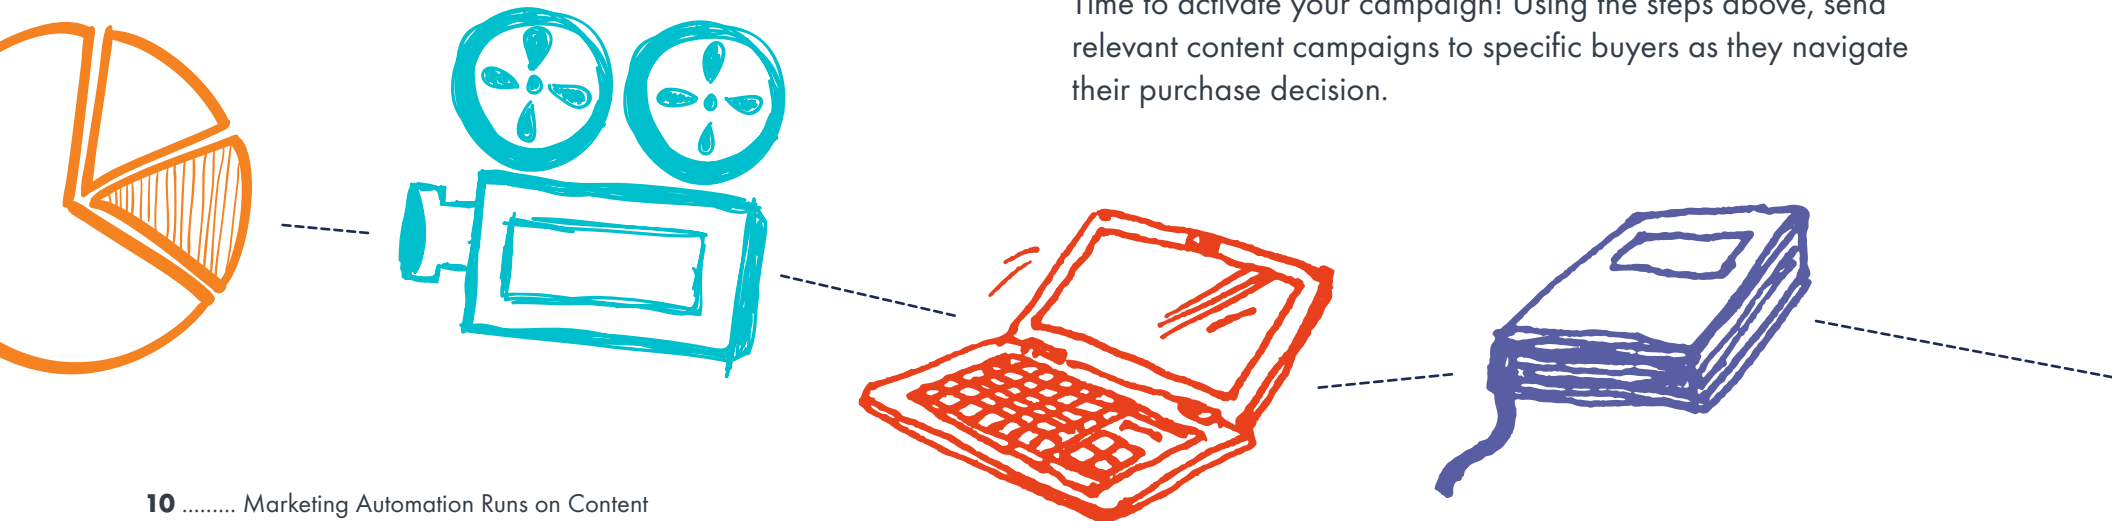 Time to activate your campaign! Using the steps above, send
relevant content campaigns to specific buyers as they navigate
their purchase decision.
10 ......... Marketing Automation Runs on Content